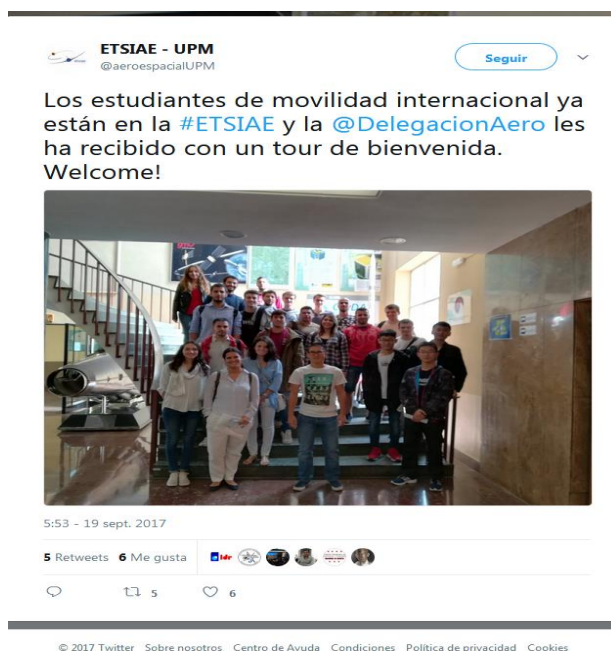 ETSIAE - UPM
@aeroespacialUPM
Seguir
Los estudiantes de movilidad internacional ya
están en la #ETSIAE y la @DelegacionAero les
ha recibido con un tour de bienvenida.
Welcome!
5:53 - 19 sept. 2017
5 Retweets 6 Me gusta
5 6
© 2017 Twitter Sobre nosotros Centro de Ayuda Condiciones Política de privacidad Cookies